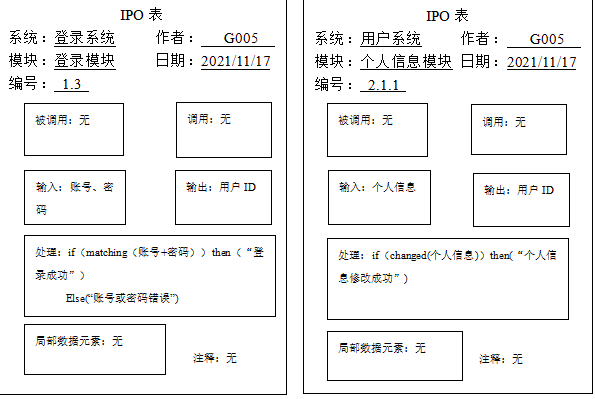 IPO 表
系统：登录系统 作者： G005
模块：登录模块 日期：2021/11/17
编号： 1.3
被调用：无
调用：无
输入：账号、密
码
输出：用户 ID
处理：if（matching（账号+密码））then（“登
录成功”）
Else(“账号或密码错误”)
局部数据元素：无
注释：无
IPO 表
系统：用户系统 作者： G005
模块：个人信息模块 日期：2021/11/17
编号： 2.1.1
被调用：无
调用：无
输入：个人信息
输出：用户 ID
处理：if（changed(个人信息)）then(“个人信
息修改成功”)
局部数据元素：无
注释：无